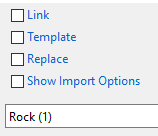 Link
Template
Replace
Show Import Options
Rock (1)